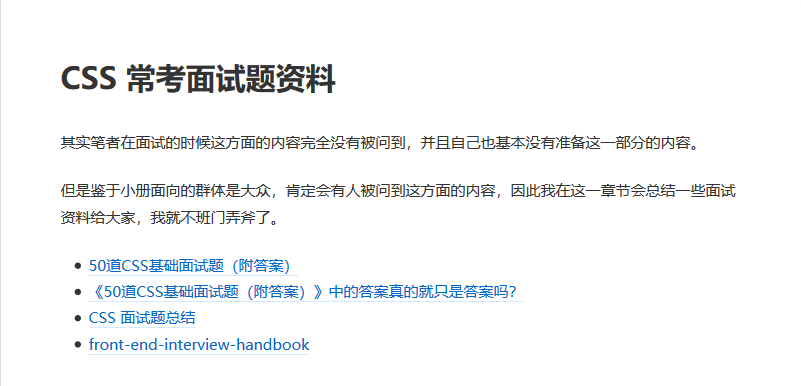 CSS 常考面试题资料
其实笔者在面试的时候这方面的内容完全没有被问到，并且自己也基本没有准备这一部分的内容。
但是鉴于小册面向的群体是大众，肯定会有人被问到这方面的内容，因此我在这一章节会总结一些面试
资料给大家，我就不班门弄斧了。
50道CSS基础面试题（附答案）
《50道CSS基础面试题（附答案）》中的答案真的就只是答案吗？
CSS 面试题总结
front-end-interview-handbook